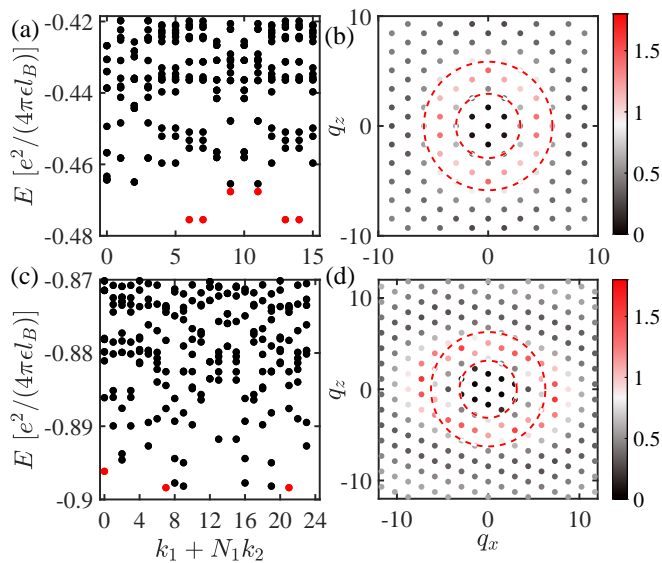 (a)
-0.42
-0.44
-0.46
-0.48
E [e²/(4πϵl_B)]
0 5 10 15
(b)
10
0
-10
q_z
-10 0 10
1.5
1
0.5
0
(c)
-0.87
-0.88
-0.89
-0.9
E [e²/(4πϵl_B)]
0 4 8 12 16 20 24
k₁ + N₁k₂
(d)
10
0
-10
q_z
-10 0 10
q_x
1.5
1
0.5
0